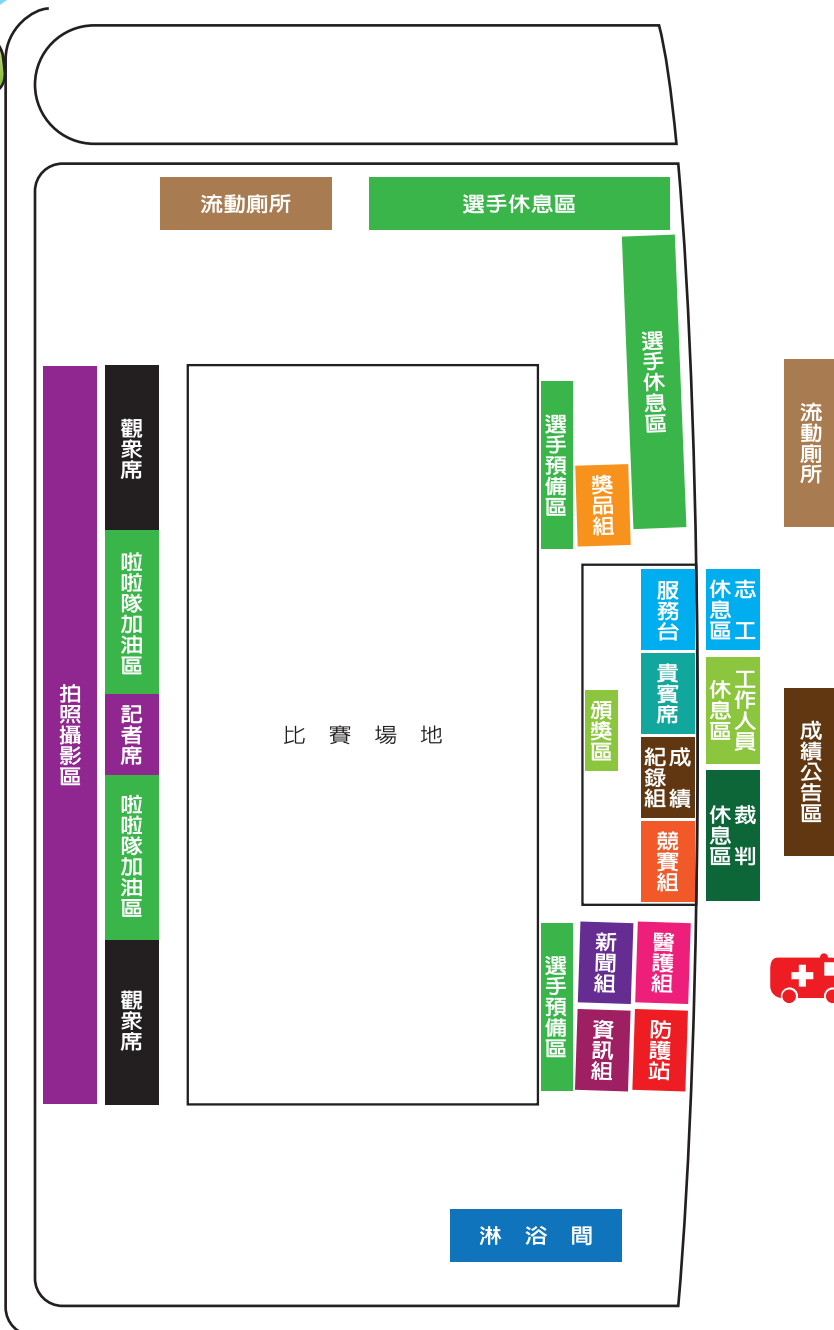 流動廁所
選手休息區
選手休息區
流動廁所
觀眾席
啦啦隊加油區
記者席
啦啦隊加油區
觀眾席
拍照攝影區
比賽場地
選手預備區
獎品組
服務台
貴賓席
成績
紀錄組
競賽組
頒獎區
志工
休息區
工作人員
休息區
裁判
休息區
成績公告區
選手預備區
新聞組
醫護組
資訊組
防護站
淋浴間